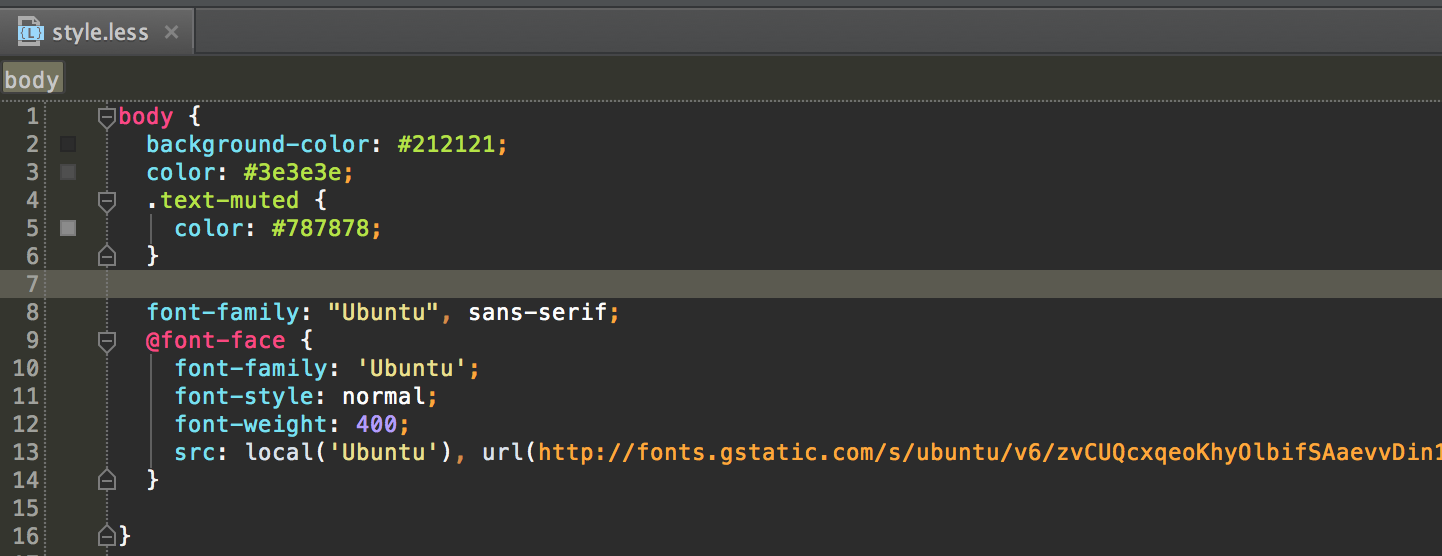 style.less
body
1 body {
2 background-color: #212121;
3 color: #3e3e3e;
4 .text-muted {
5 color: #787878;
6 }
7
8 font-family: "Ubuntu", sans-serif;
9 @font-face {
10 font-family: 'Ubuntu';
11 font-style: normal;
12 font-weight: 400;
13 src: local('Ubuntu'), url(http://fonts.gstatic.com/s/ubuntu/v6/zvCUQcxqeoKhyOlbifSAaevvDin1
14 }
15
16 }